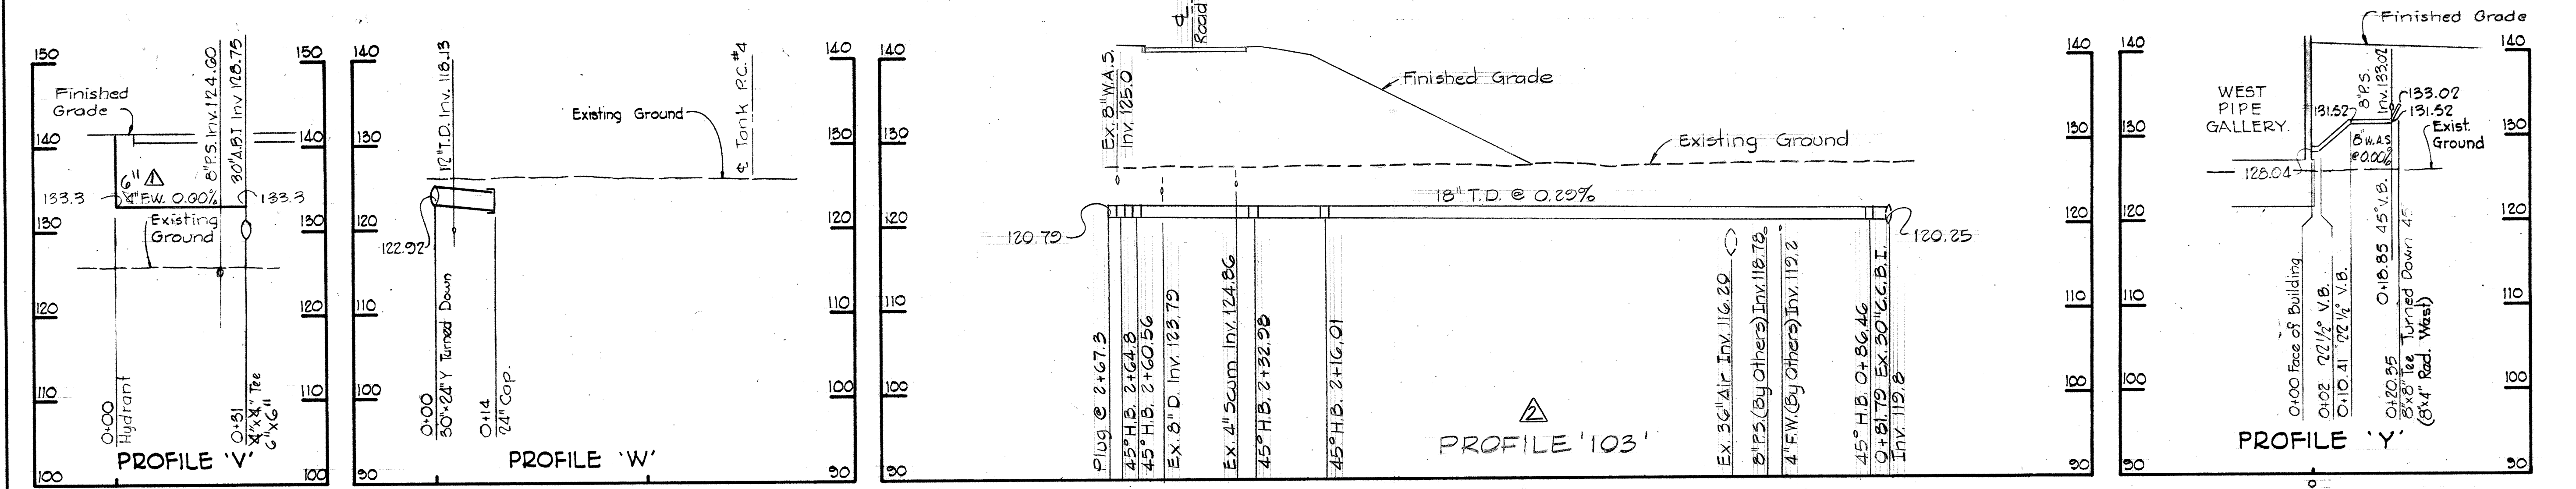 150
150
140
140
130
130
120
120
110
110
100
100
Finished
Grade
8" P.S. Inv. 124.60
30" A.B.I Inv 128.75
6" 1
4" F.W. 0.00%
133.3
133.3
Existing
Ground
0+00
Hydrant
0+31
4"x4" Tee
6"x6"
PROFILE 'V'
140
140
130
130
120
120
110
110
100
100
90
90
12" T.D. Inv. 118.13
Existing Ground
℄ Tank P.C.#4
122.92
0+00
30"x24" Y Turned Down
0+14
24" Cap.
PROFILE 'W'
140
140
130
130
120
120
110
110
100
100
90
90
℄
Road
Ex. 8" W.A.S.
Inv. 125.0
Finished Grade
Existing Ground
18" T.D. @ 0.29%
120.79
120.25
Plug @ 2+67.3
45° H.B. 2+64.8
45° H.B. 2+60.56
Ex. 8" D. Inv. 123.79
Ex. 4" Scum Inv. 124.86
45° H.B. 2+32.98
45° H.B. 2+16.01
Ex. 36" Air Inv. 116.20
8" P.S. (By Others) Inv. 118.78
4" F.W. (By Others) Inv. 119.2
45° H.B. 0+86.46
0+81.79 Ex. 30" C.C.B.I.
Inv. 119.8
2
PROFILE '103'
140
140
130
130
120
120
110
110
100
100
90
90
Finished Grade
WEST
PIPE
GALLERY.
131.52
8" P.S.
Inv. 133.02
133.02
131.52
Exist.
Ground
8" W.A.S
@ 0.00%
128.04
0+00 Face of Building
0+02 22½° V.B.
0+10.41 22½° V.B.
0+18.85 45° V.B.
0+20.35
8"x8" Tee Turned Down 45°
(8"x4" Rad. Wast)
PROFILE 'Y'
0